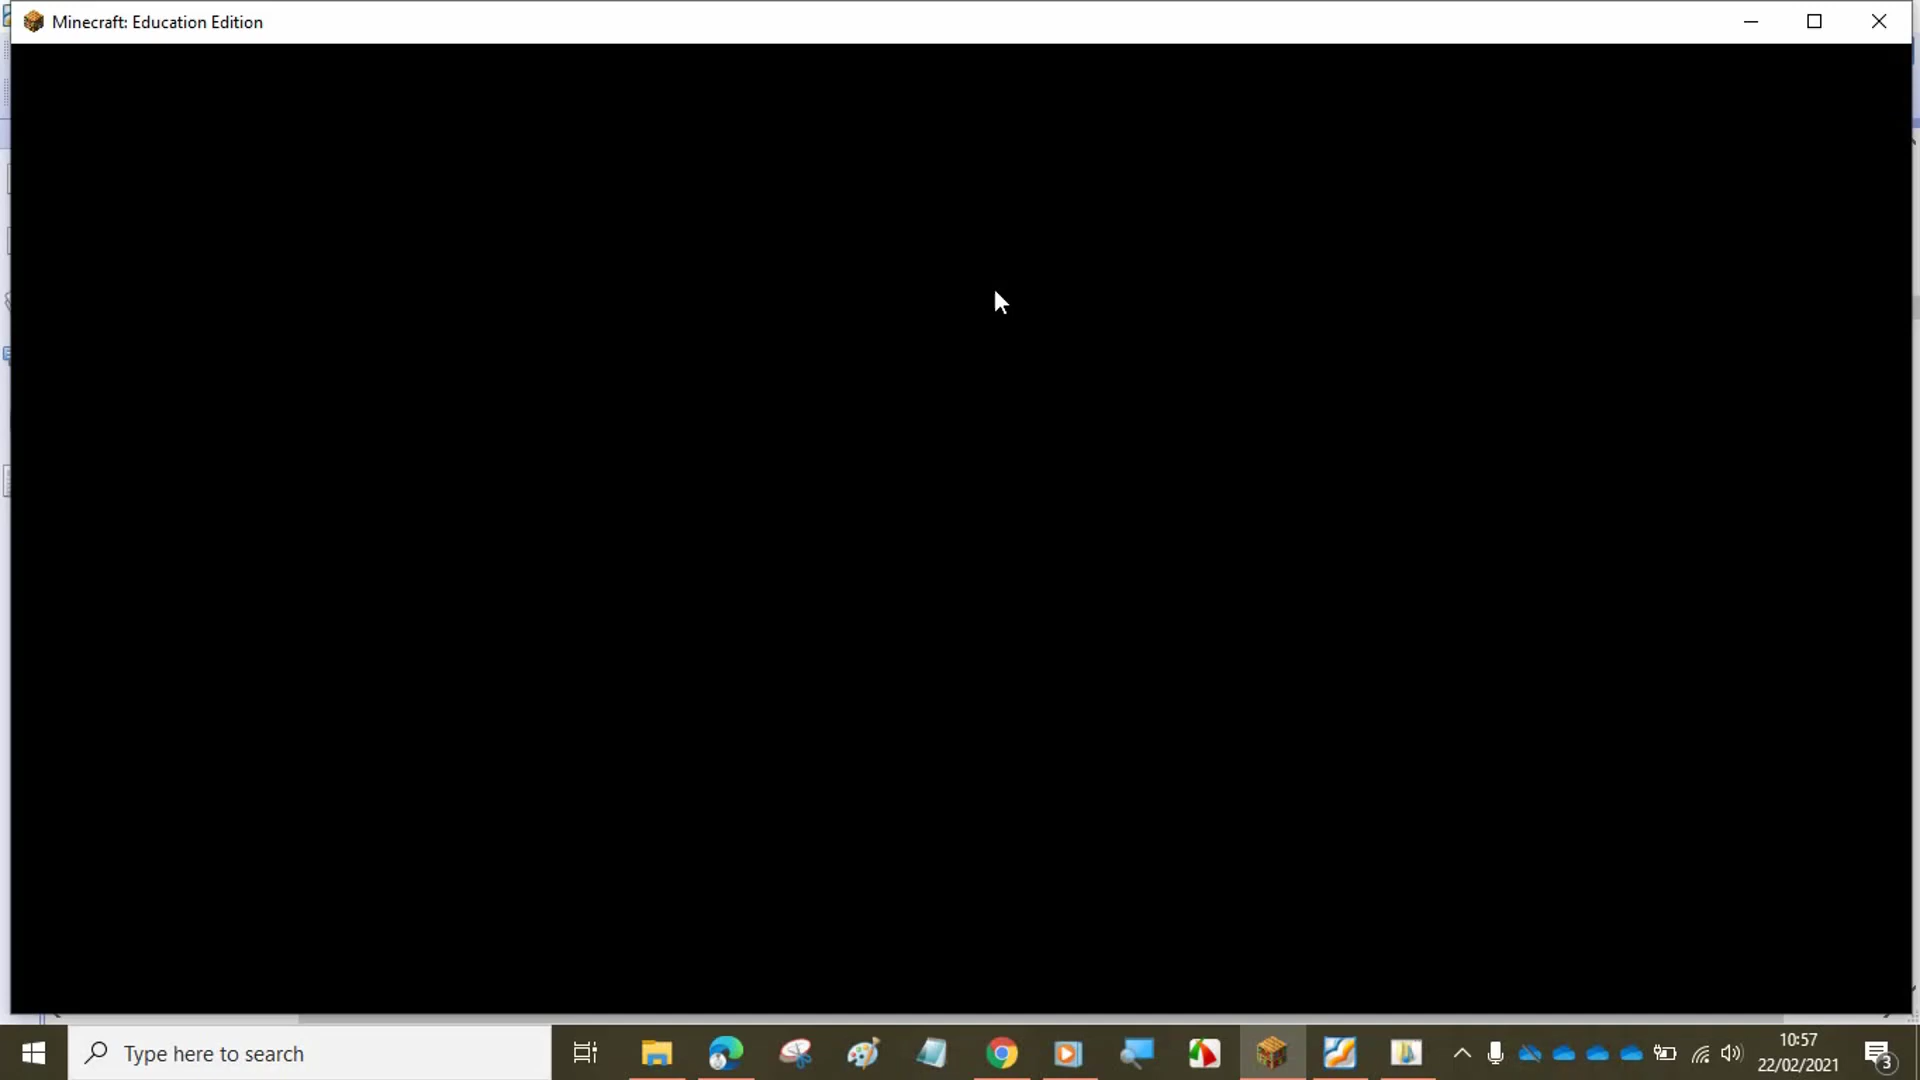 Minecraft: Education Edition
Type here to search
10:57
22/02/2021
3